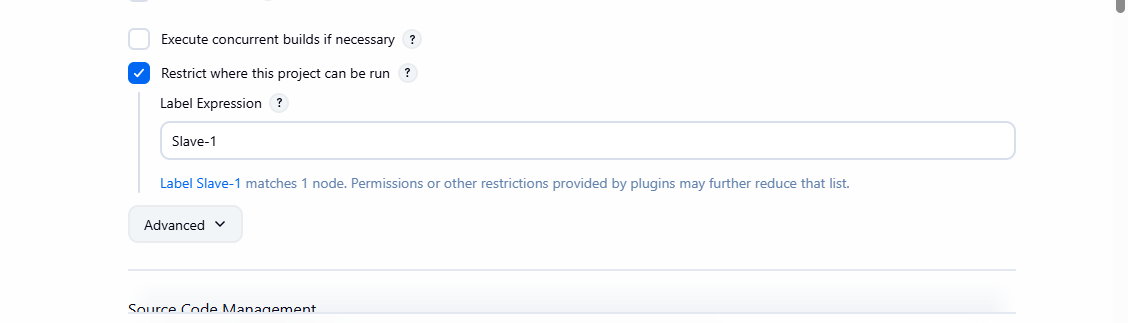 Execute concurrent builds if necessary ?
Restrict where this project can be run ?
Label Expression ?
Slave-1
Label Slave-1 matches 1 node. Permissions or other restrictions provided by plugins may further reduce that list.
Advanced
Source Code Management